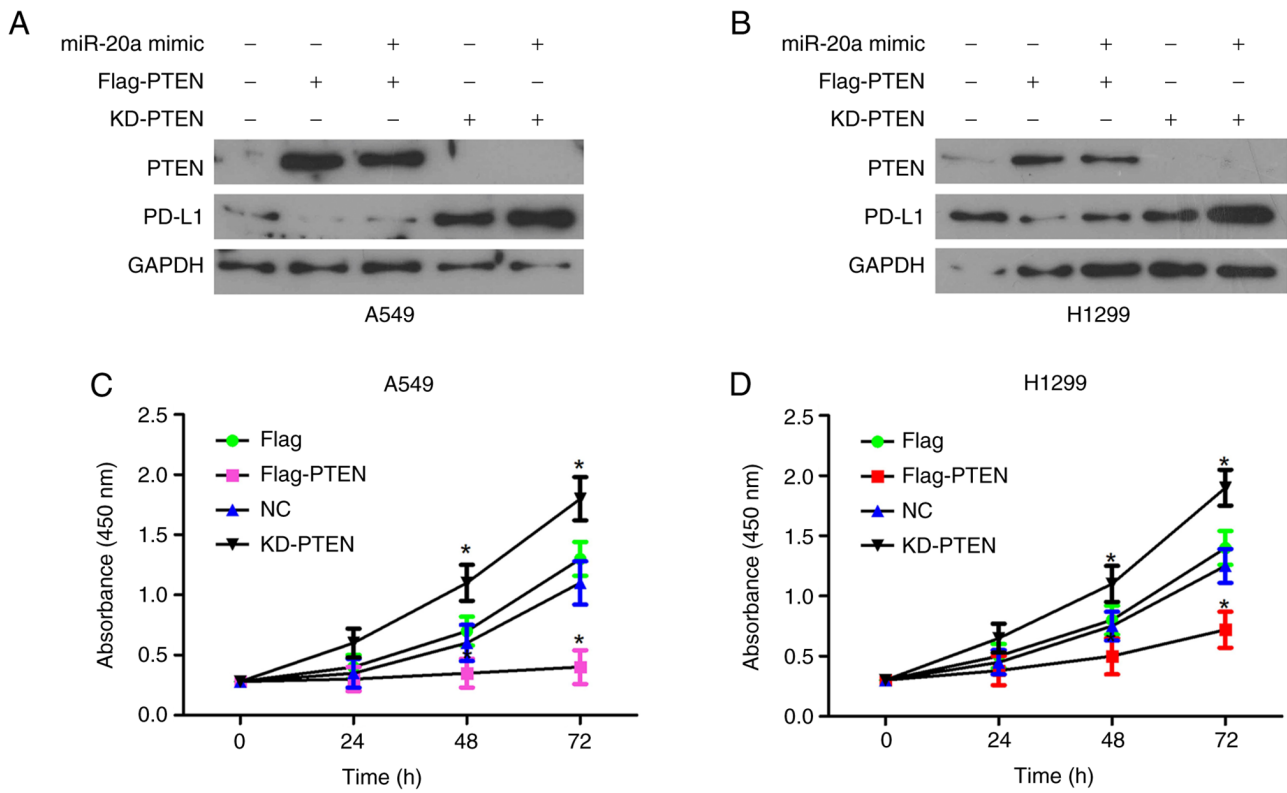 A
miR-20a mimic – – + – +
Flag-PTEN – + + – –
KD-PTEN – – – + +
PTEN
PD-L1
GAPDH
A549
B
miR-20a mimic – – + – +
Flag-PTEN – + + – –
KD-PTEN – – – + +
PTEN
PD-L1
GAPDH
H1299
C
A549
Absorbance (450 nm)
2.5
2.0
1.5
1.0
0.5
0.0
Flag
Flag-PTEN
NC
KD-PTEN
*
*
*
*
0 24 48 72
Time (h)
D
H1299
Absorbance (450 nm)
2.5
2.0
1.5
1.0
0.5
0.0
Flag
Flag-PTEN
NC
KD-PTEN
*
*
*
*
0 24 48 72
Time (h)